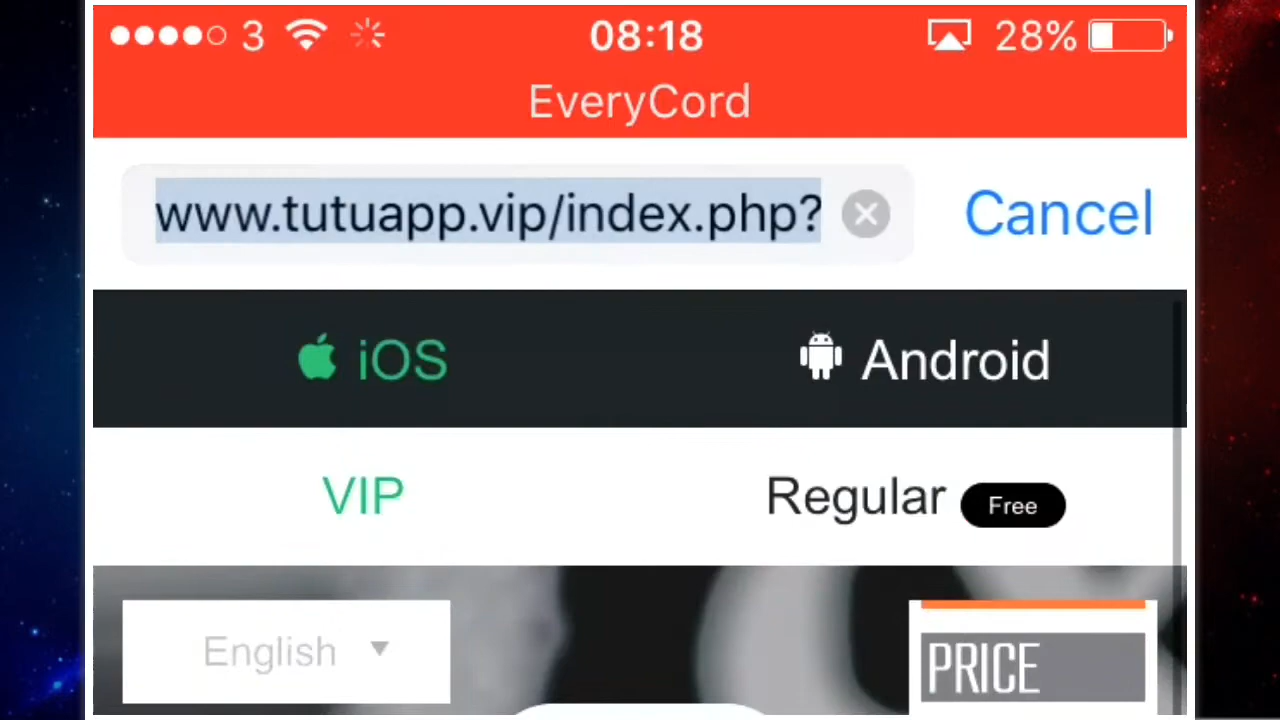 3 08:18 28%
EveryCord
www.tutuapp.vip/index.php? Cancel
iOS Android
VIP Regular Free
English PRICE